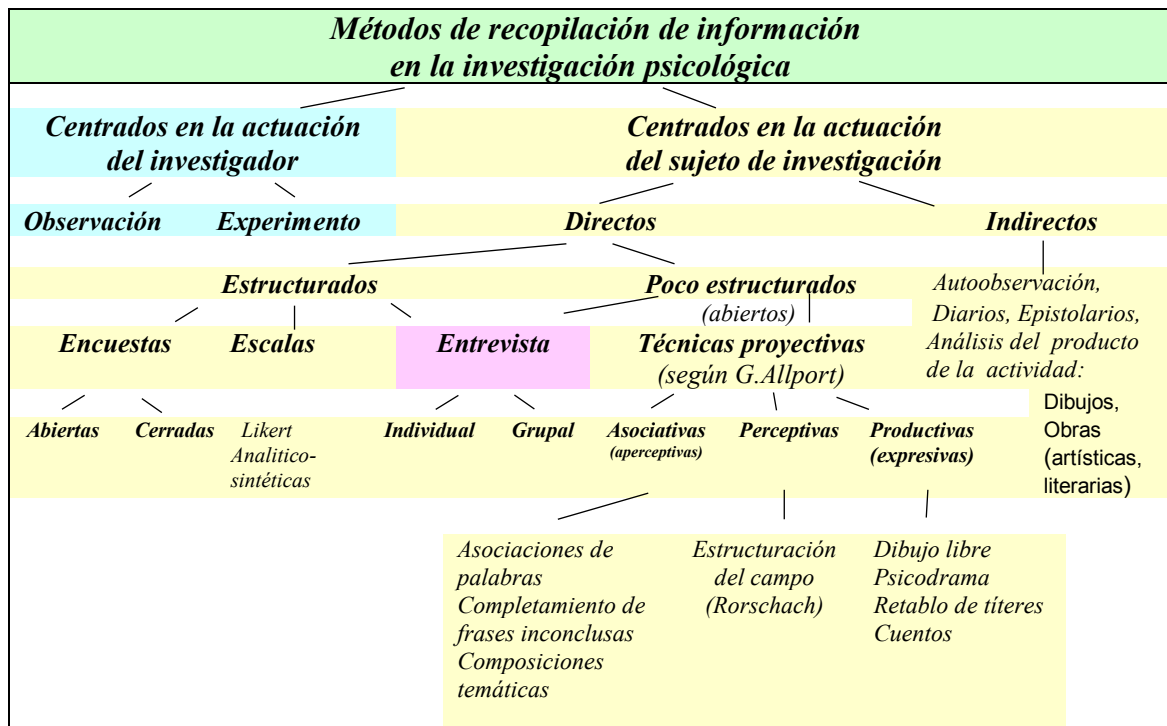 Métodos de recopilación de información
en la investigación psicológica
Centrados en la actuación
del investigador
Centrados en la actuación
del sujeto de investigación
Observación
Experimento
Directos
Indirectos
Estructurados
Poco estructurados
(abiertos)
Autoobservación,
Diarios, Epistolarios,
Análisis del producto
de la actividad:
Dibujos,
Obras
(artísticas,
literarias)
Encuestas
Escalas
Entrevista
Técnicas proyectivas
(según G.Allport)
Abiertas
Cerradas
Likert
Analitico-
sintéticas
Individual
Grupal
Asociativas
(aperceptivas)
Perceptivas
Productivas
(expresivas)
Asociaciones de
palabras
Completamiento de
frases inconclusas
Composiciones
temáticas
Estructuración
del campo
(Rorschach)
Dibujo libre
Psicodrama
Retablo de títeres
Cuentos